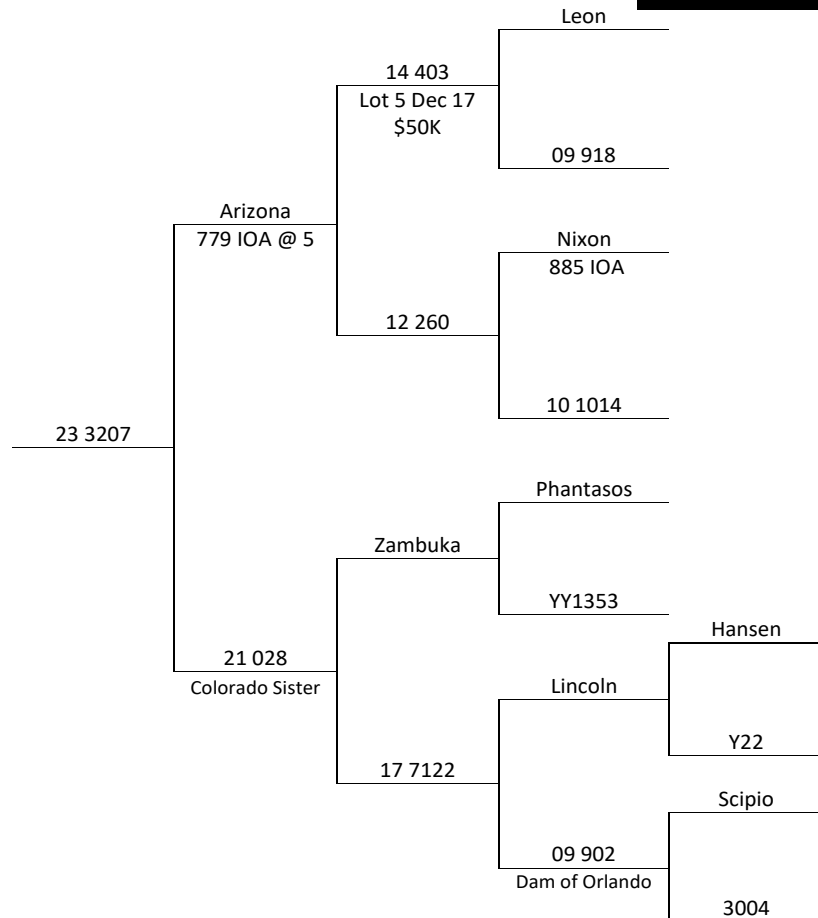 Leon
14 403
Lot 5 Dec 17
$50K
09 918
Arizona
779 IOA @ 5
Nixon
885 IOA
12 260
10 1014
23 3207
Phantasos
Zambuka
YY1353
Hansen
21 028
Colorado Sister
Lincoln
Y22
17 7122
Scipio
09 902
Dam of Orlando
3004